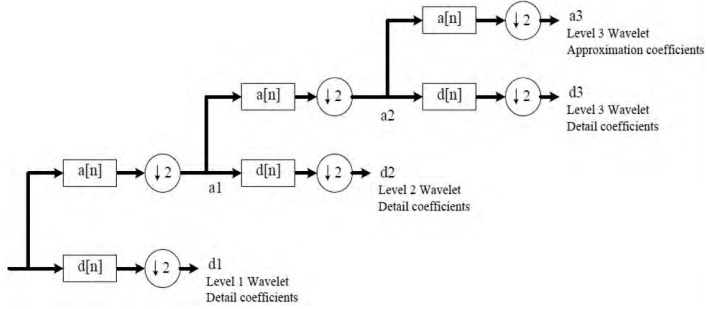 a[n] ↓2 a3
Level 3 Wavelet
Approximation coefficients
a[n] ↓2 a2 d[n] ↓2 d3
Level 3 Wavelet
Detail coefficients
a[n] ↓2 a1 d[n] ↓2 d2
Level 2 Wavelet
Detail coefficients
d[n] ↓2 d1
Level 1 Wavelet
Detail coefficients